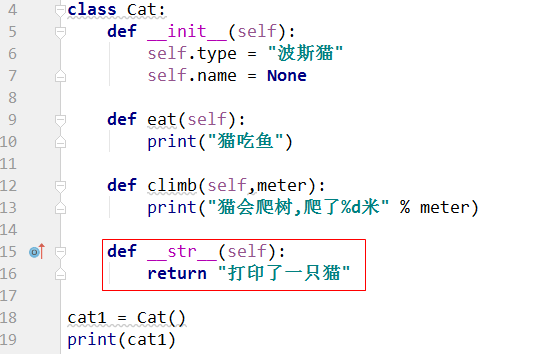 4 class Cat:
5     def __init__(self):
6         self.type = "波斯猫"
7         self.name = None
8
9     def eat(self):
10         print("猫吃鱼")
11
12     def climb(self,meter):
13         print("猫会爬树,爬了%d米" % meter)
14
15     def __str__(self):
16         return "打印了一只猫"
17
18 cat1 = Cat()
19 print(cat1)